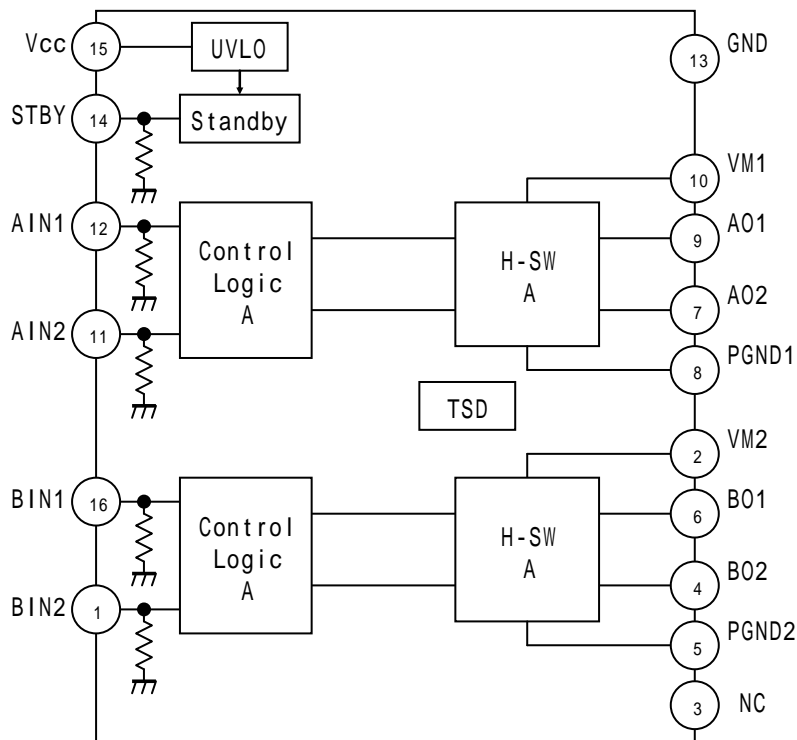 Vcc 15 UVLO
GND 13
STBY 14 Standby
VM1 10
AIN1 12
Control
Logic
A
H-SW
A
AO1 9
AO2 7
AIN2 11
PGND1 8
TSD
VM2 2
BIN1 16
Control
Logic
A
H-SW
A
BO1 6
BO2 4
BIN2 1
PGND2 5
NC 3